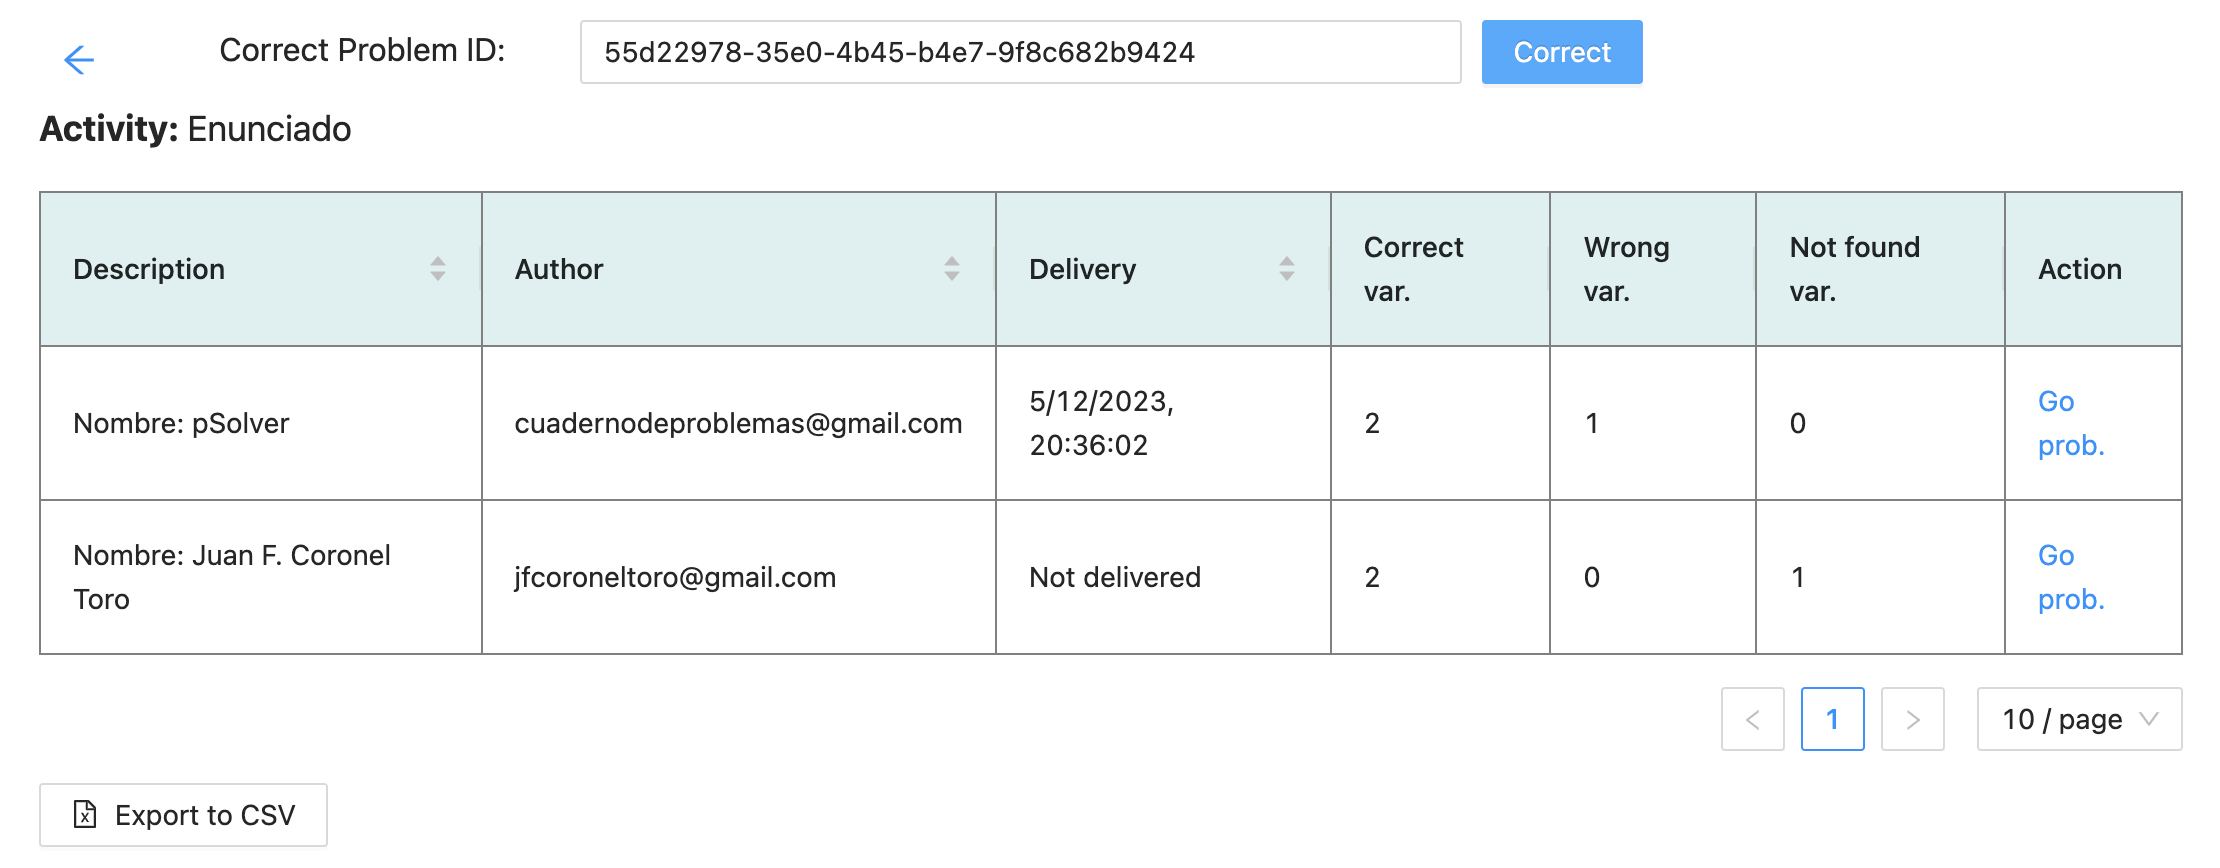 Correct Problem ID: 55d22978-35e0-4b45-b4e7-9f8c682b9424 Correct
Activity: Enunciado
Description Author Delivery Correct var. Wrong var. Not found var. Action
Nombre: pSolver cuadernodeproblemas@gmail.com 5/12/2023, 20:36:02 2 1 0 Go prob.
Nombre: Juan F. Coronel Toro jfcoroneltoro@gmail.com Not delivered 2 0 1 Go prob.
< 1 > 10 / page
Export to CSV